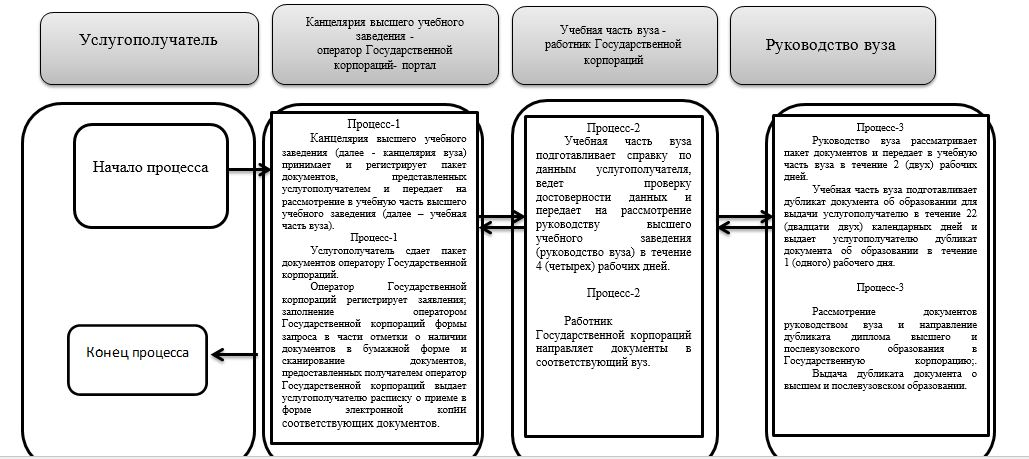 Услугополучатель
Канцелярия высшего учебного
заведения -
оператор Государственной
корпораций- портал
Учебная часть вуза -
работник Государственной
корпораций
Руководство вуза
Начало процесса
Конец процесса
Процесс-1
Канцелярия высшего учебного
заведения (далее - канцелярия вуза)
принимает и регистрирует пакет
документов, представленных
услугополучателем и передает на
рассмотрение в учебную часть высшего
учебного заведения (далее – учебная
часть вуза).
Процесс-1
Услугополучатель сдает пакет
документов оператору Государственной
корпораций.
Оператор Государственной
корпораций регистрирует заявления;
заполнение оператором
Государственной корпораций формы
запроса в части отметки о наличии
документов в бумажной форме и
сканирование документов,
предоставленных получателем оператор
Государственной корпораций выдает
услугополучателю расписку о приеме в
форме электронной копии
соответствующих документов.
Процесс-2
Учебная часть вуза
подготавливает справку по
данным услугополучателя,
ведет проверку
достоверности данных и
передает на рассмотрение
руководству высшего
учебного заведения
(руководство вуза) в течение
4 (четырех) рабочих дней.
Процесс-2
Работник
Государственной корпораций
направляет документы в
соответствующий вуз.
Процесс-3
Руководство вуза рассматривает
пакет документов и передает в учебную
часть вуза в течение 2 (двух) рабочих
дней.
Учебная часть вуза подготавливает
дубликат документа об образовании для
выдачи услугополучателю в течение 22
(двадцати двух) календарных дней и
выдает услугополучателю дубликат
документа об образовании в течение
1 (одного) рабочего дня.
Процесс-3
Рассмотрение документов
руководством вуза и направление
дубликата диплома высшего и
послевузовского образования в
Государственную корпорацию;.
Выдача дубликата документа о
высшем и послевузовском образовании.